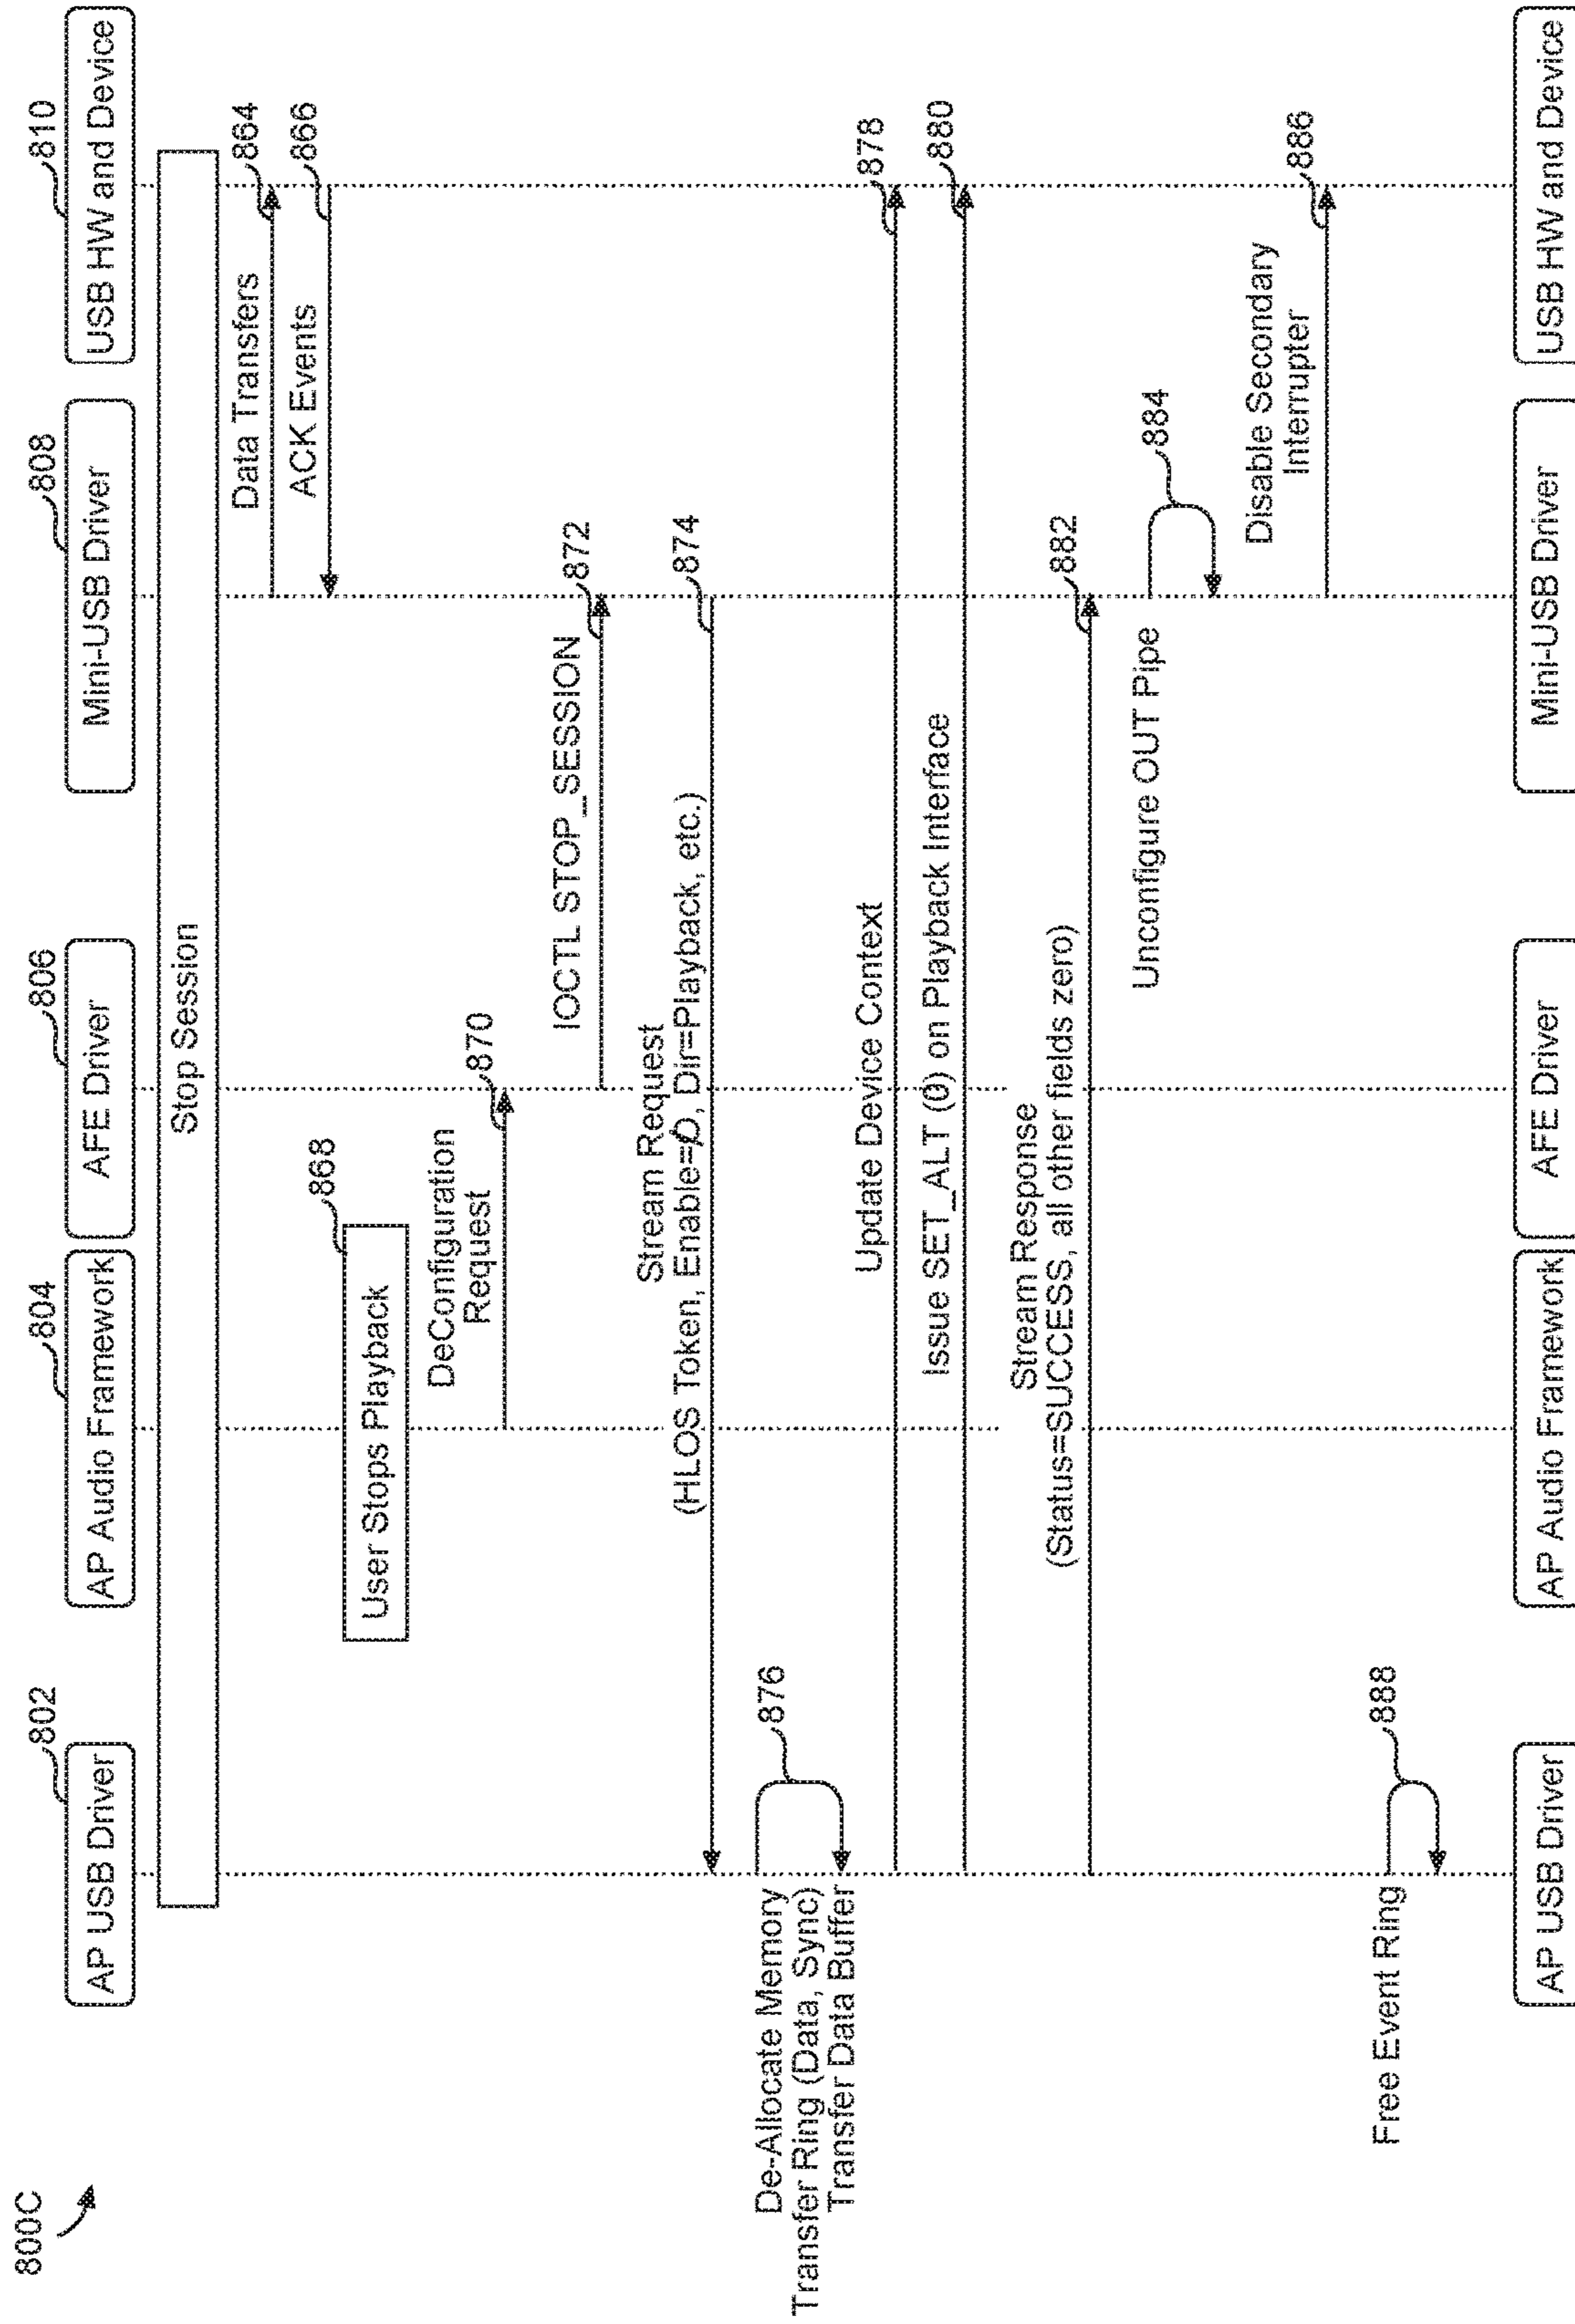 800C
802
804
806
808
810
AP USB Driver
AP Audio Framework
AFE Driver
Mini-USB Driver
USB HW and Device
Stop Session
Data Transfers
864
ACK Events
866
868
User Stops Playback
DeConfiguration
Request
870
IOCTL STOP_SESSION
872
Stream Request
(HLOS Token, Enable=0, Dir=Playback, etc.)
874
De-Allocate Memory
Transfer Ring (Data, Sync)
Transfer Data Buffer
876
Update Device Context
878
Issue SET_ALT (0) on Playback Interface
880
Stream Response
(Status=SUCCESS, all other fields zero)
882
Unconfigure OUT Pipe
884
Disable Secondary
Interrupter
886
Free Event Ring
888
AP USB Driver
AP Audio Framework
AFE Driver
Mini-USB Driver
USB HW and Device